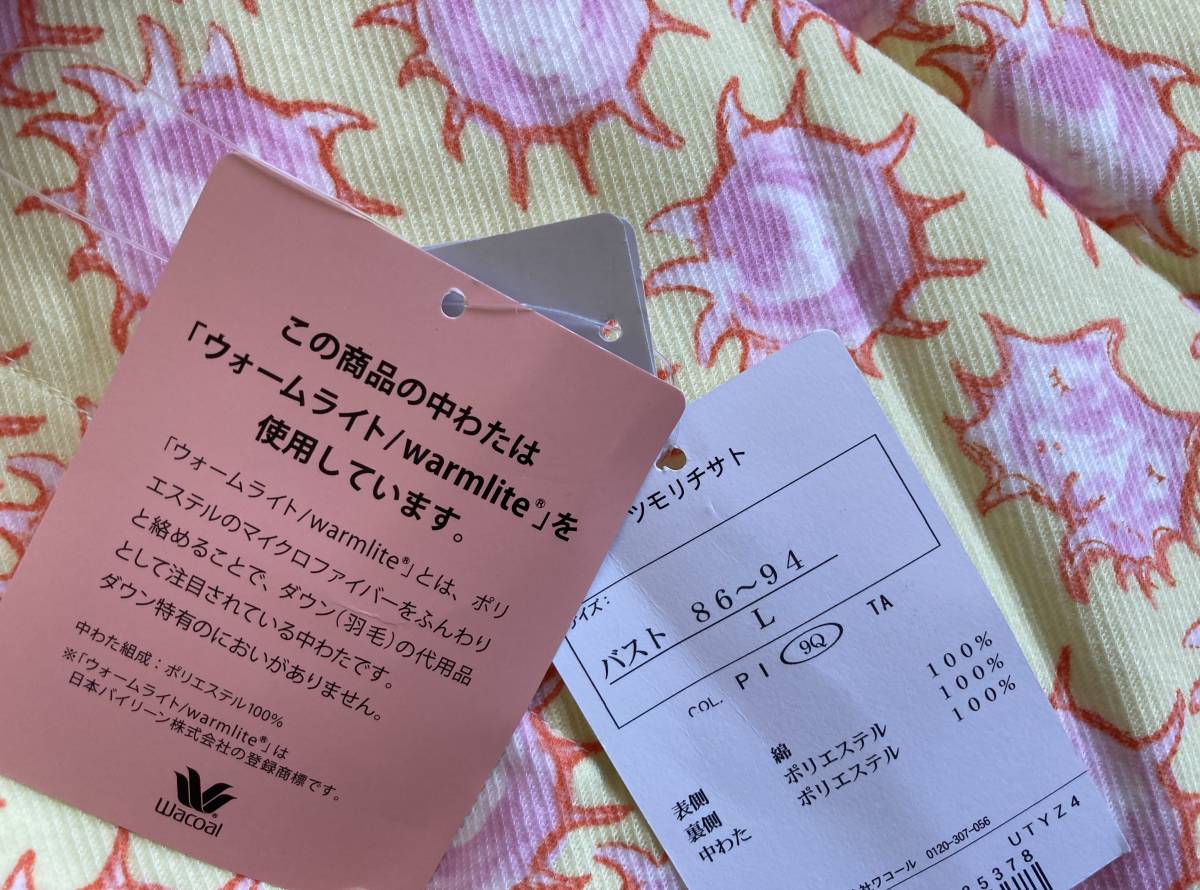 この商品の中わたは
「ウォームライト/warmlite®」を
使用しています。
「ウォームライト/warmlite®」とは、ポリ
エステルのマイクロファイバーをふんわり
と絡めることで、ダウン(羽毛)の代用品
として注目されている中わたです。
ダウン特有のにおいがありません。
中わた組成:ポリエステル100%
※「ウォームライト/warmlite®」は
日本バイリーン株式会社の登録商標です。
wacoal®
ツモリチサト
イズ:
バスト 86~94
L
COL. PI 9Q TA
表側 綿 100%
裏側 ポリエステル 100%
中わた ポリエステル 100%
ワコール 0120-307-056
UTYZ4
5378